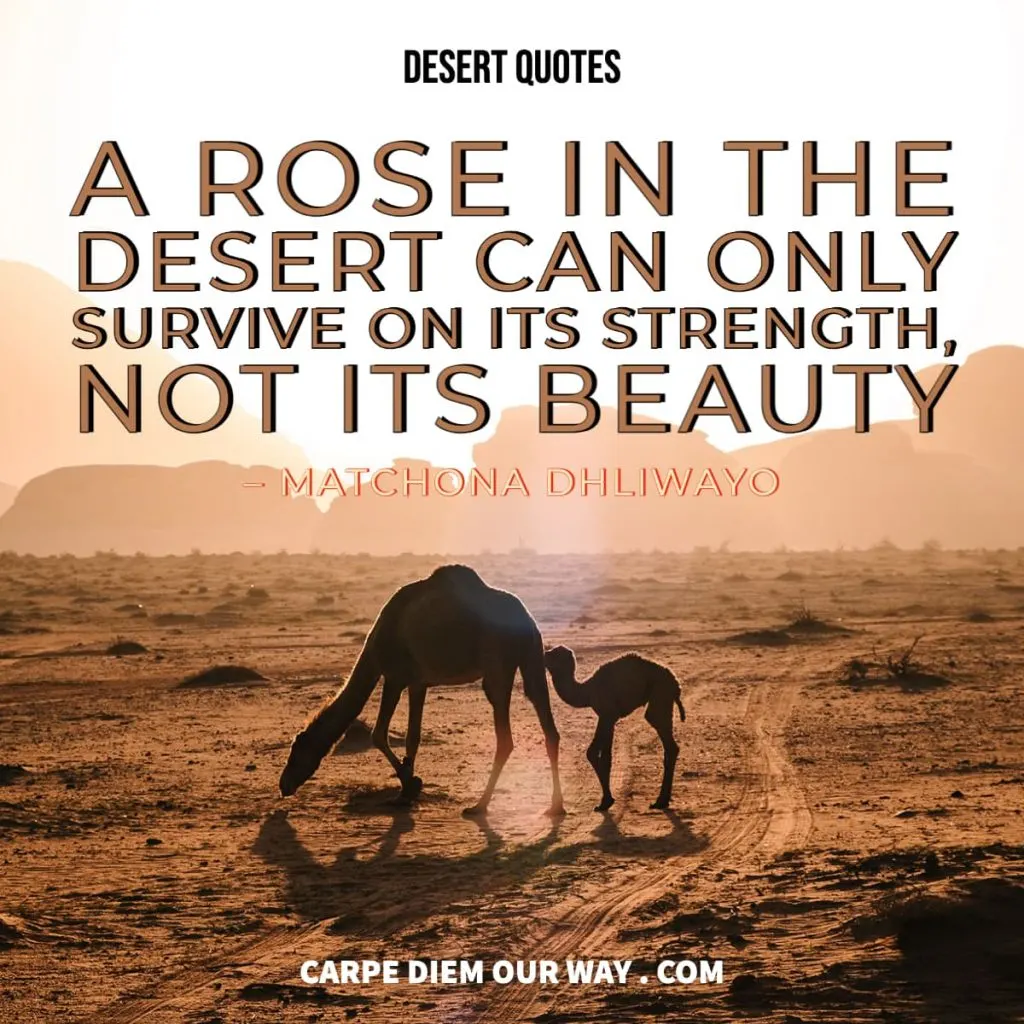 DESERT QUOTES
A ROSE IN THE
DESERT CAN ONLY
SURVIVE ON ITS STRENGTH,
NOT ITS BEAUTY
– MATCHONA DHLIWAYO
CARPE DIEM OUR WAY . COM